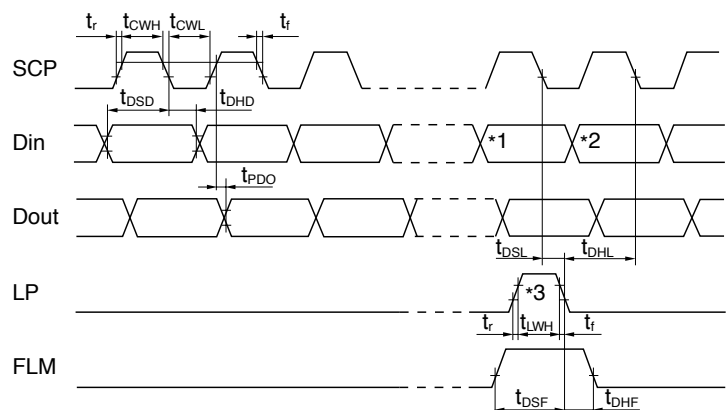 tr tCWH tCWL tf
SCP
tDSD tDHD
Din *1 *2
tPDO
Dout
tDSL tDHL
LP *3
tr tLWH tf
FLM
tDSF tDHF